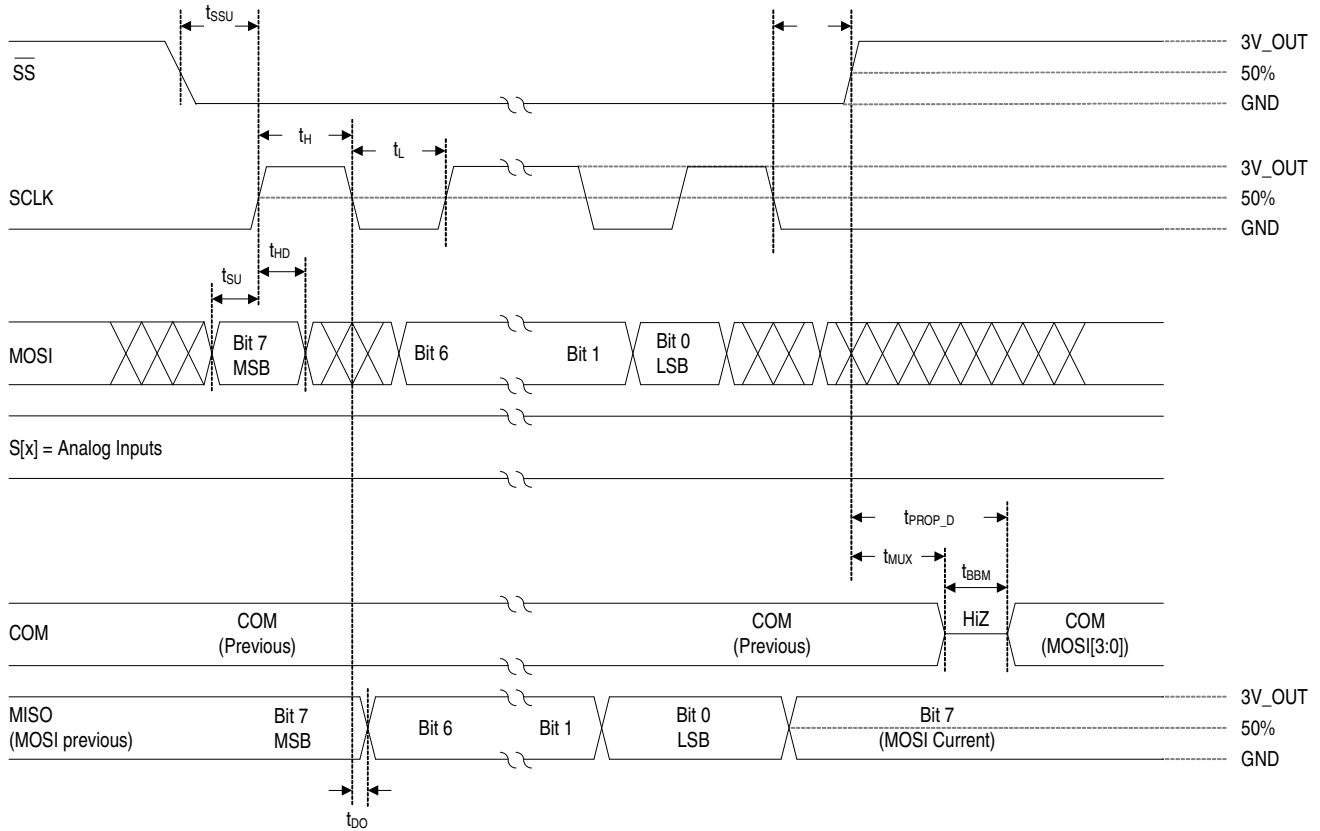 tSSU
SS
3V_OUT
50%
GND
tH
tL
SCLK
3V_OUT
50%
GND
tSU
tHD
MOSI
Bit 7
MSB
Bit 6
Bit 1
Bit 0
LSB
S[x] = Analog Inputs
tPROP_D
tMUX
tBBM
COM
COM
(Previous)
COM
(Previous)
HiZ
COM
(MOSI[3:0])
MISO
(MOSI previous)
Bit 7
MSB
Bit 6
Bit 1
Bit 0
LSB
Bit 7
(MOSI Current)
3V_OUT
50%
GND
tDO